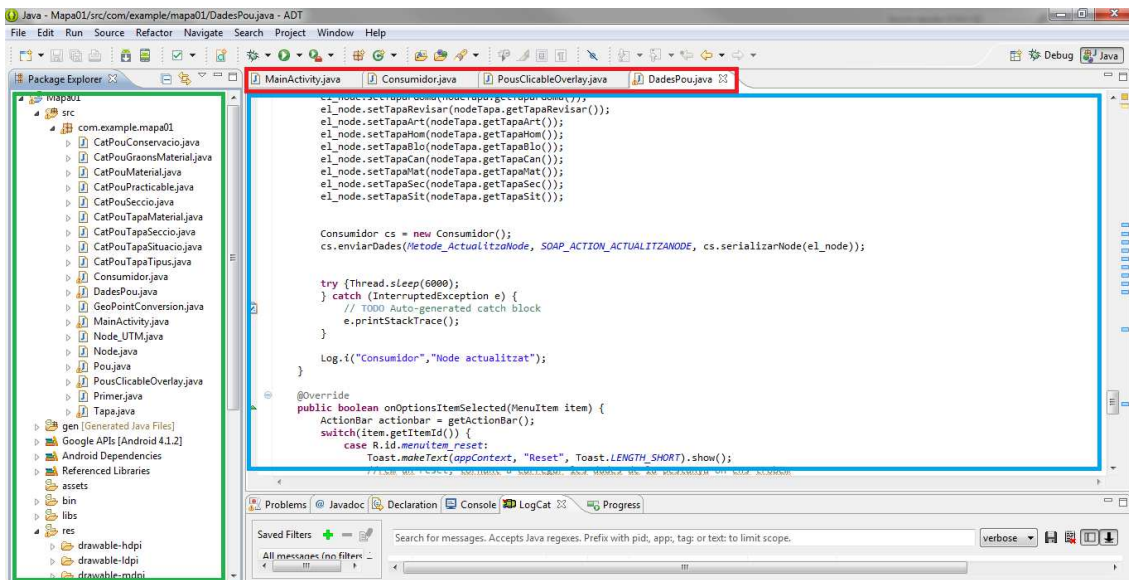 Java - Mapa01/src/com/example/mapa01/DadesPou.java - ADT
File Edit Run Source Refactor Navigate Search Project Window Help
Debug Java
Package Explorer
MainActivity.java Consumidor.java PousClicableOverlay.java DadesPou.java
Mapa01
src
com.example.mapa01
CatPouConservacio.java
CatPouGraonsMaterial.java
CatPouMaterial.java
CatPouPracticable.java
CatPouSeccio.java
CatPouTapaMaterial.java
CatPouTapaSeccio.java
CatPouTapaSituacio.java
CatPouTapaTipus.java
Consumidor.java
DadesPou.java
GeoPointConversion.java
MainActivity.java
Node_UTM.java
Node.java
Pou.java
PousClicableOverlay.java
Primer.java
Tapa.java
gen [Generated Java Files]
Google APIs [Android 4.1.2]
Android Dependencies
Referenced Libraries
assets
bin
libs
res
drawable-hdpi
drawable-ldpi
drawable-mdpi
el_node.setTapaRevisar(nodeTapa.getTapaRevisar());
el_node.setTapaArt(nodeTapa.getTapaArt());
el_node.setTapaHom(nodeTapa.getTapaHom());
el_node.setTapaBlo(nodeTapa.getTapaBlo());
el_node.setTapaCan(nodeTapa.getTapaCan());
el_node.setTapaMat(nodeTapa.getTapaMat());
el_node.setTapaSec(nodeTapa.getTapaSec());
el_node.setTapaSit(nodeTapa.getTapaSit());
Consumidor cs = new Consumidor();
cs.enviarDades(Metode_ActualitzaNode, SOAP_ACTION_ACTUALITZANODE, cs.serializarNode(el_node));
try {Thread.sleep(6000);
} catch (InterruptedException e) {
// TODO Auto-generated catch block
e.printStackTrace();
}
Log.i("Consumidor","Node actualitzat");
}
@Override
public boolean onOptionsItemSelected(MenuItem item) {
ActionBar actionbar = getActionBar();
switch(item.getItemId()) {
case R.id.menuitem_reset:
Toast.makeText(appContext, "Reset", Toast.LENGTH_SHORT).show();
Problems Javadoc Declaration Console LogCat Progress
Saved Filters
Search for messages. Accepts Java regexes. Prefix with pid:, app:, tag: or text: to limit scope.
verbose
All messages (no filters